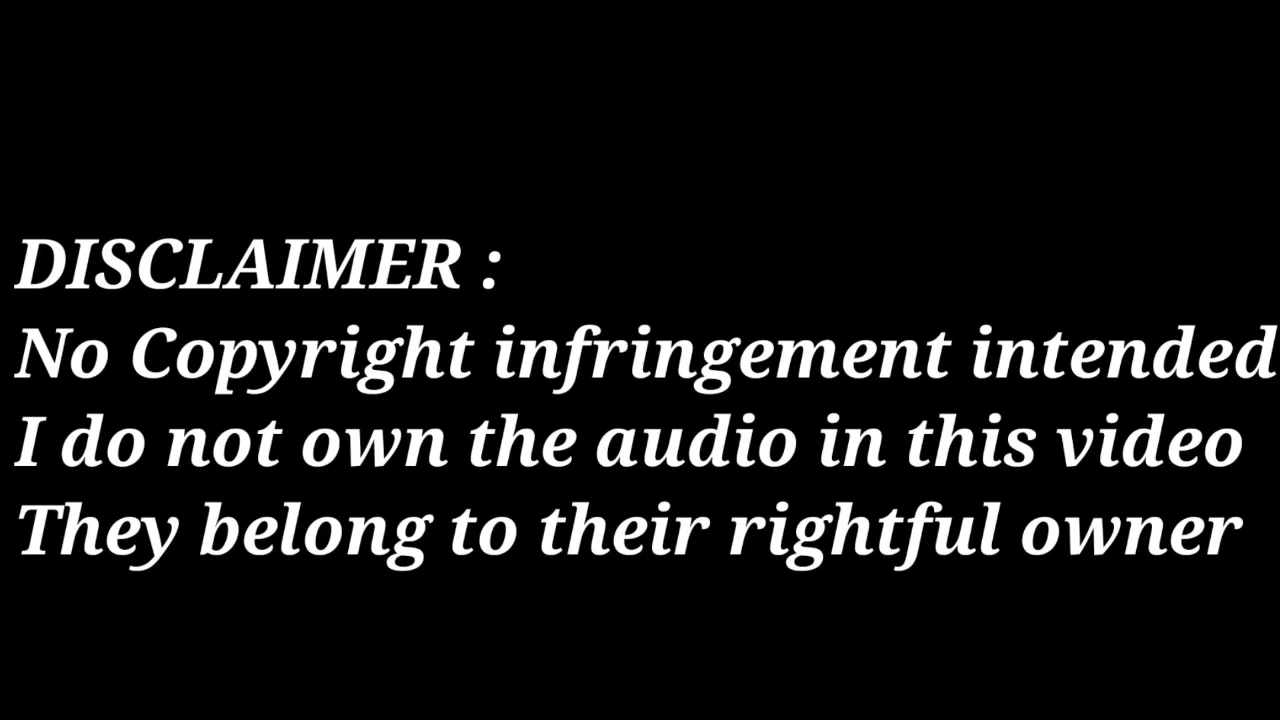 DISCLAIMER :
No Copyright infringement intended
I do not own the audio in this video
They belong to their rightful owner